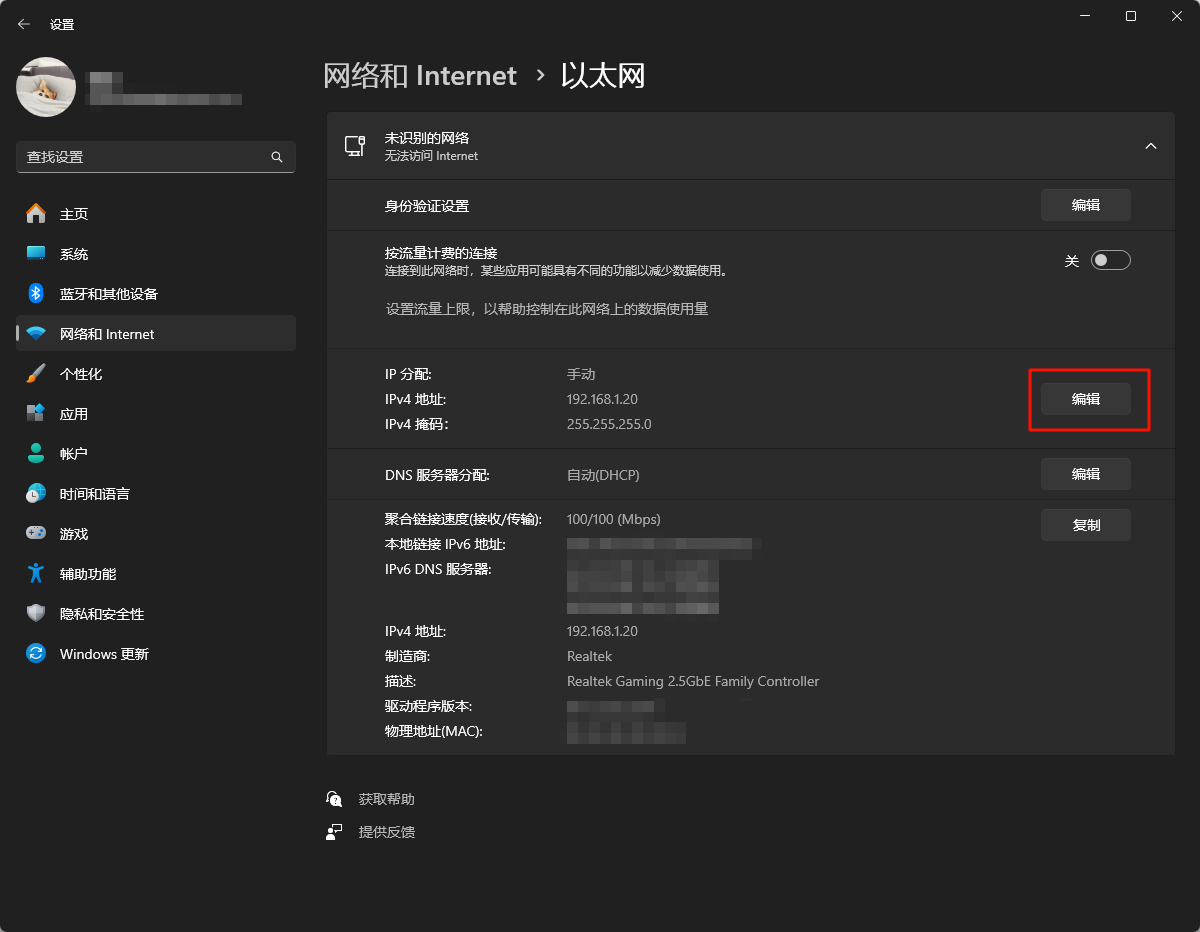 设置
网络和 Internet › 以太网
查找设置
主页
系统
蓝牙和其他设备
网络和 Internet
个性化
应用
帐户
时间和语言
游戏
辅助功能
隐私和安全性
Windows 更新
未识别的网络
无法访问 Internet
身份验证设置
编辑
按流量计费的连接
连接到此网络时，某些应用可能具有不同的功能以减少数据使用。
关
设置流量上限，以帮助控制在此网络上的数据使用量
IP 分配: 手动
IPv4 地址: 192.168.1.20
IPv4 掩码: 255.255.255.0
编辑
DNS 服务器分配: 自动(DHCP)
编辑
聚合链接速度(接收/传输): 100/100 (Mbps)
复制
本地链接 IPv6 地址:
IPv6 DNS 服务器:
IPv4 地址: 192.168.1.20
制造商: Realtek
描述: Realtek Gaming 2.5GbE Family Controller
驱动程序版本:
物理地址(MAC):
获取帮助
提供反馈